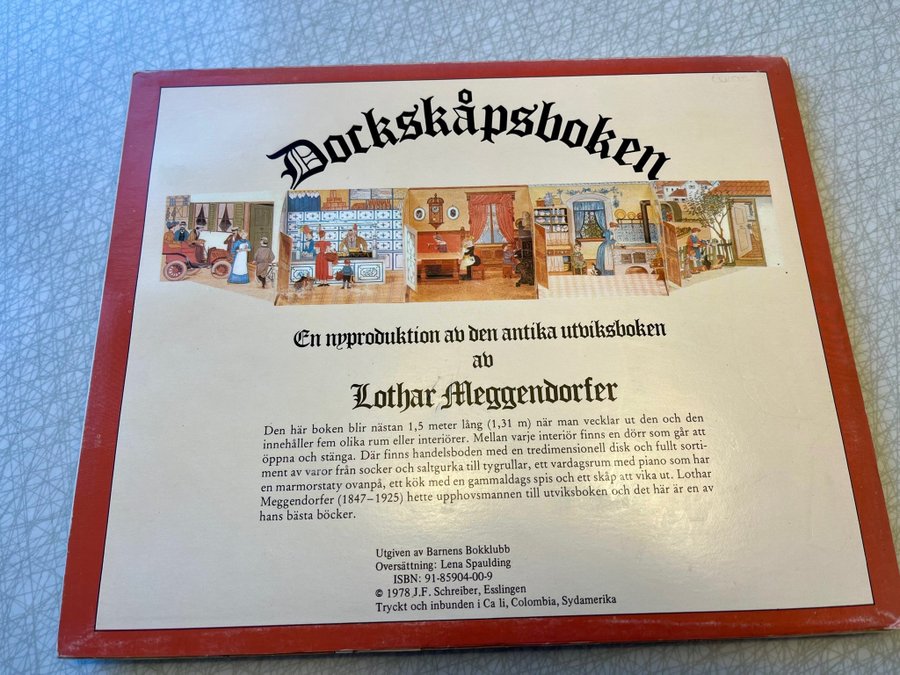 Dockskåpsboken
En nyproduktion av den antika utviksboken
av
Lothar Meggendorfer
Den här boken blir nästan 1,5 meter lång (1,31 m) när man vecklar ut den och den
innehåller fem olika rum eller interiörer. Mellan varje interiör finns en dörr som går att
öppna och stänga. Där finns handelsboden med en tredimensionell disk och fullt sorti-
ment av varor från socker och saltgurka till tygrullar, ett vardagsrum med piano som har
en marmorstaty ovanpå, ett kök med en gammaldags spis och ett skåp att vika ut. Lothar
Meggendorfer (1847–1925) hette upphovsmannen till utviksboken och det här är en av
hans bästa böcker.
Utgiven av Barnens Bokklubb
Oversättning: Lena Spaulding
ISBN: 91-85904-00-9
© 1978 J.F. Schreiber, Esslingen
Tryckt och inbunden i Ca li, Colombia, Sydamerika